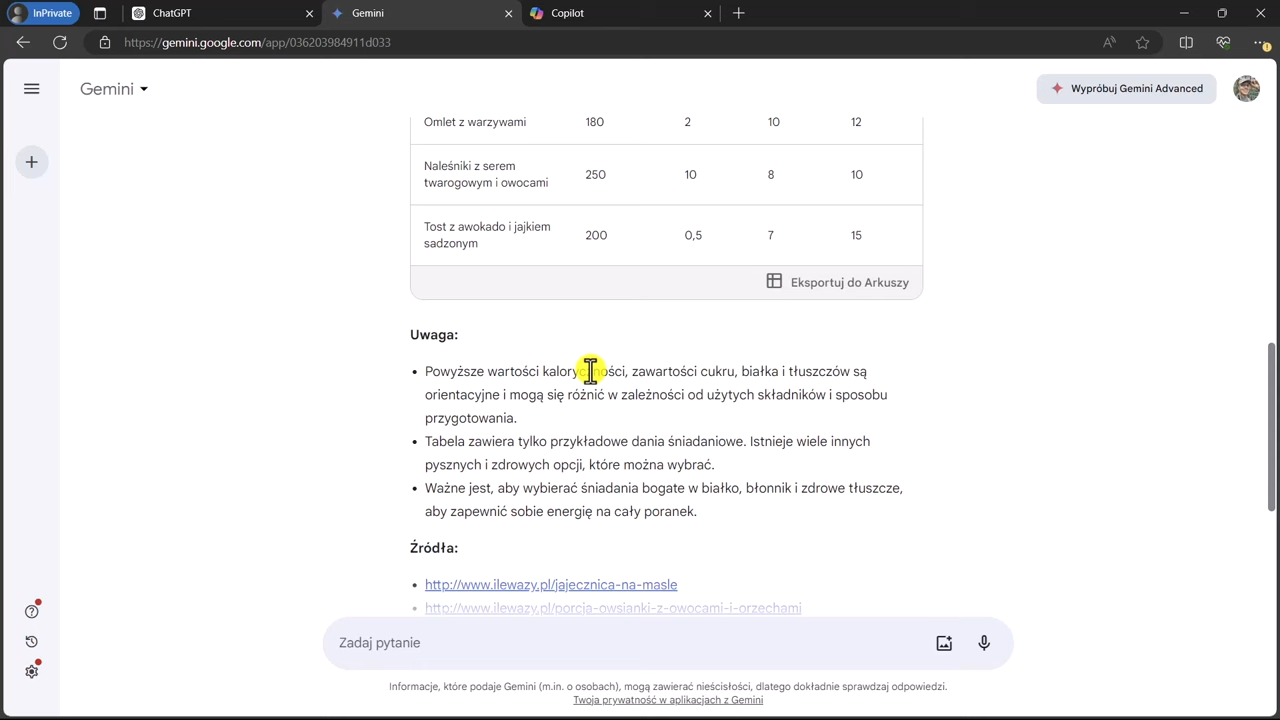 InPrivate
ChatGPT
Gemini
Copilot
https://gemini.google.com/app/036203984911d033
Gemini
Wypróbuj Gemini Advanced
Omlet z warzywami 180 2 10 12
Naleśniki z serem
twarogowym i owocami 250 10 8 10
Tost z awokado i jajkiem
sadzonym 200 0,5 7 15
Eksportuj do Arkuszy
Uwaga:
• Powyższe wartości kaloryczności, zawartości cukru, białka i tłuszczów są
orientacyjne i mogą się różnić w zależności od użytych składników i sposobu
przygotowania.
• Tabela zawiera tylko przykładowe dania śniadaniowe. Istnieje wiele innych
pysznych i zdrowych opcji, które można wybrać.
• Ważne jest, aby wybierać śniadania bogate w białko, błonnik i zdrowe tłuszcze,
aby zapewnić sobie energię na cały poranek.
Źródła:
• http://www.ilewazy.pl/jajecznica-na-masle
• http://www.ilewazy.pl/porcja-owsianki-z-owocami-i-orzechami
Zadaj pytanie
Informacje, które podaje Gemini (m.in. o osobach), mogą zawierać nieścisłości, dlatego dokładnie sprawdzaj odpowiedzi.
Twoja prywatność w aplikacjach z Gemini